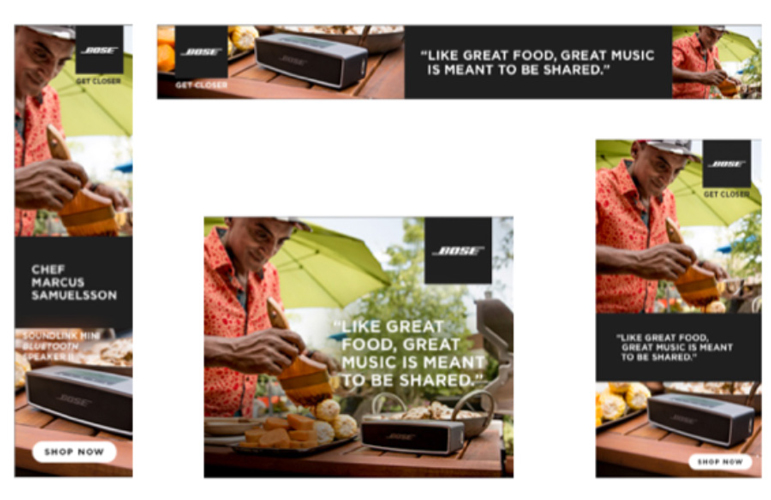 BOSE
GET CLOSER
CHEF
MARCUS
SAMUELSSON
SOUNDLINK MINI
BLUETOOTH
SPEAKER II
BOSE
SHOP NOW
BOSE
GET CLOSER
BOSE
“LIKE GREAT FOOD, GREAT MUSIC
IS MEANT TO BE SHARED.”
BOSE
“LIKE GREAT
FOOD, GREAT
MUSIC IS MEANT
TO BE SHARED.”
BOSE
BOSE
GET CLOSER
“LIKE GREAT FOOD,
GREAT MUSIC IS MEANT
TO BE SHARED.”
BOSE
SHOP NOW